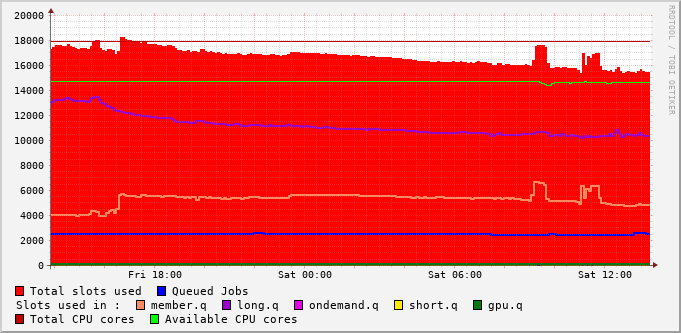 RRDTOOL / TOBI OETIKER
20000
18000
16000
14000
12000
10000
8000
6000
4000
2000
0
Fri 18:00 Sat 00:00 Sat 06:00 Sat 12:00
Total slots used Queued Jobs
Slots used in : member.q long.q ondemand.q short.q gpu.q
Total CPU cores Available CPU cores